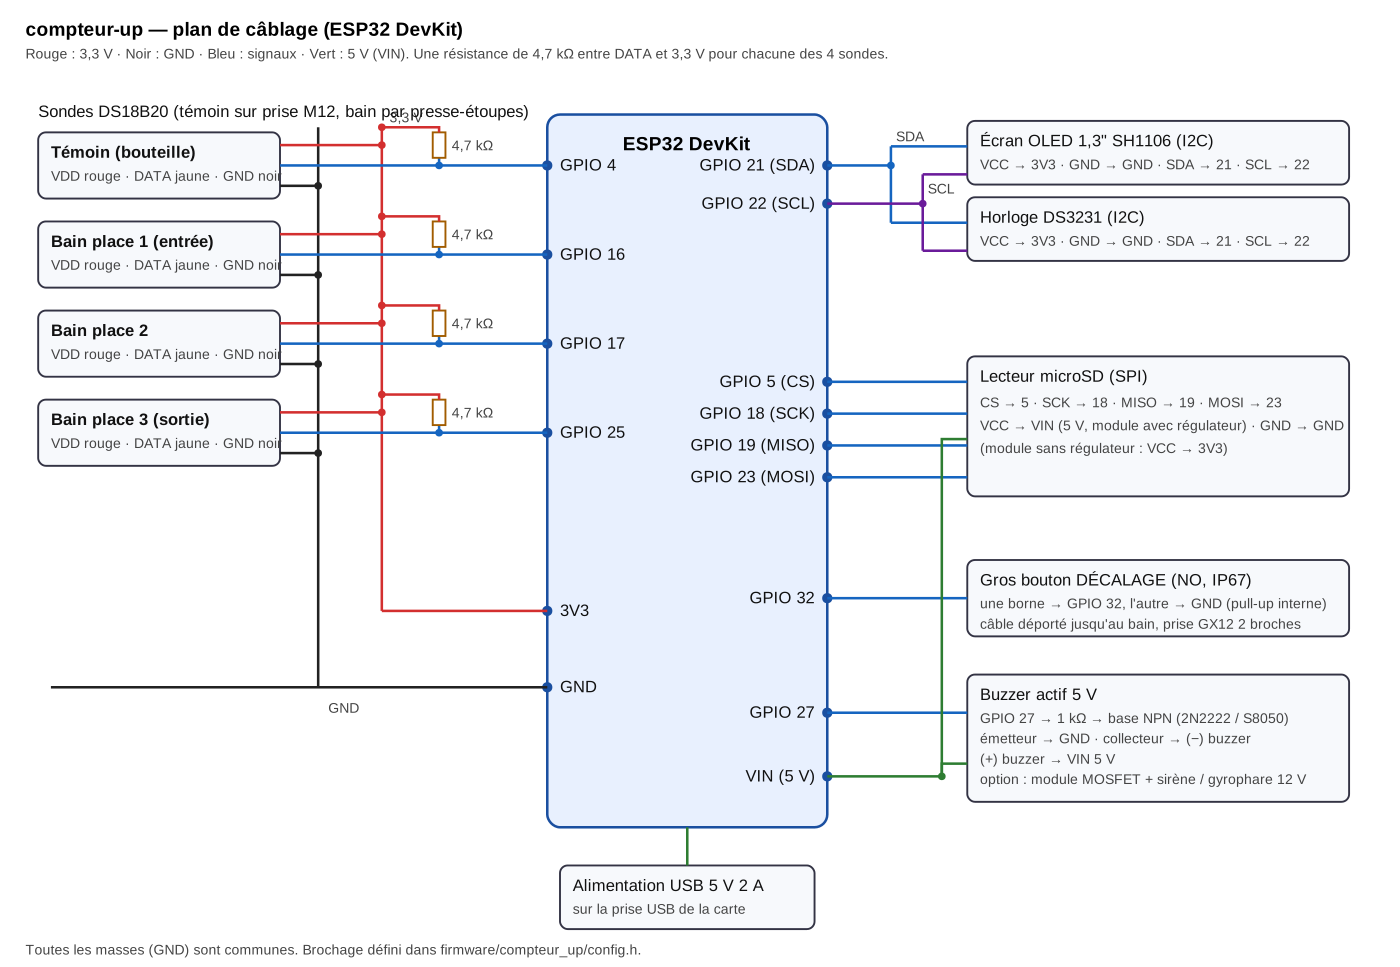 compteur-up — plan de câblage (ESP32 DevKit)
Rouge : 3,3 V · Noir : GND · Bleu : signaux · Vert : 5 V (VIN). Une résistance de 4,7 kΩ entre DATA et 3,3 V pour chacune des 4 sondes.
Sondes DS18B20 (témoin sur prise M12, bain par presse-étoupes)
3,3 V
Témoin (bouteille)
VDD rouge · DATA jaune · GND noir
4,7 kΩ
Bain place 1 (entrée)
VDD rouge · DATA jaune · GND noir
4,7 kΩ
Bain place 2
VDD rouge · DATA jaune · GND noir
4,7 kΩ
Bain place 3 (sortie)
VDD rouge · DATA jaune · GND noir
4,7 kΩ
GND
ESP32 DevKit
GPIO 4
GPIO 16
GPIO 17
GPIO 25
3V3
GND
GPIO 21 (SDA)
GPIO 22 (SCL)
GPIO 5 (CS)
GPIO 18 (SCK)
GPIO 19 (MISO)
GPIO 23 (MOSI)
GPIO 32
GPIO 27
VIN (5 V)
SDA
SCL
Écran OLED 1,3" SH1106 (I2C)
VCC → 3V3 · GND → GND · SDA → 21 · SCL → 22
Horloge DS3231 (I2C)
VCC → 3V3 · GND → GND · SDA → 21 · SCL → 22
Lecteur microSD (SPI)
CS → 5 · SCK → 18 · MISO → 19 · MOSI → 23
VCC → VIN (5 V, module avec régulateur) · GND → GND
(module sans régulateur : VCC → 3V3)
Gros bouton DÉCALAGE (NO, IP67)
une borne → GPIO 32, l'autre → GND (pull-up interne)
câble déporté jusqu'au bain, prise GX12 2 broches
Buzzer actif 5 V
GPIO 27 → 1 kΩ → base NPN (2N2222 / S8050)
émetteur → GND · collecteur → (−) buzzer
(+) buzzer → VIN 5 V
option : module MOSFET + sirène / gyrophare 12 V
Alimentation USB 5 V 2 A
sur la prise USB de la carte
Toutes les masses (GND) sont communes. Brochage défini dans firmware/compteur_up/config.h.